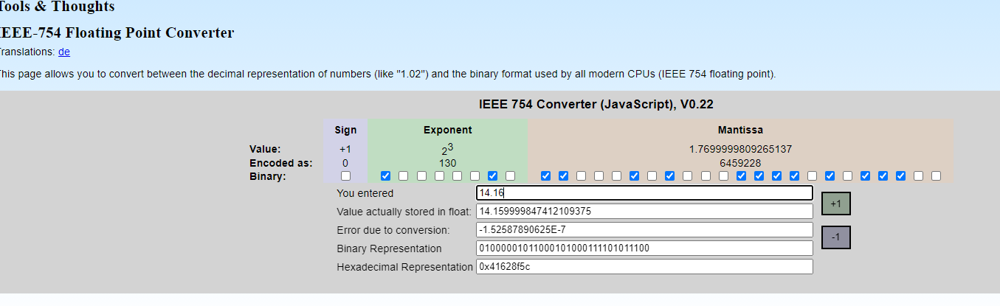 Tools & Thoughts
IEEE-754 Floating Point Converter
Translations: de
This page allows you to convert between the decimal representation of numbers (like "1.02") and the binary format used by all modern CPUs (IEEE 754 floating point).
IEEE 754 Converter (JavaScript), V0.22
Sign Exponent Mantissa
Value: +1 2³ 1.7699999809265137
Encoded as: 0 130 6459228
Binary:
You entered 14.16
+1
Value actually stored in float: 14.159999847412109375
Error due to conversion: -1.52587890625E-7
-1
Binary Representation 01000001011000101000111101011100
Hexadecimal Representation 0x41628f5c